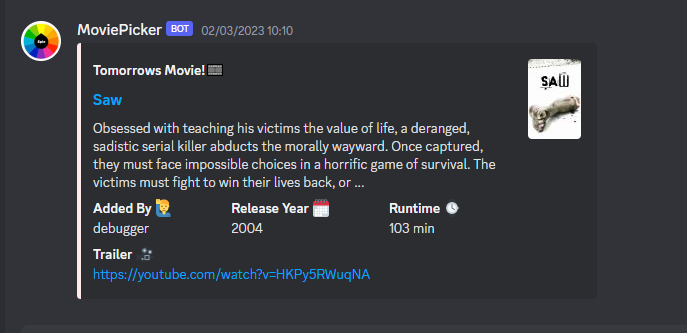 MoviePicker BOT 02/03/2023 10:10
Tomorrows Movie!
Saw
SAW
Obsessed with teaching his victims the value of life, a deranged,
sadistic serial killer abducts the morally wayward. Once captured,
they must face impossible choices in a horrific game of survival. The
victims must fight to win their lives back, or ...
Added By Release Year Runtime
debugger 2004 103 min
Trailer
https://youtube.com/watch?v=HKPy5RWuqNA